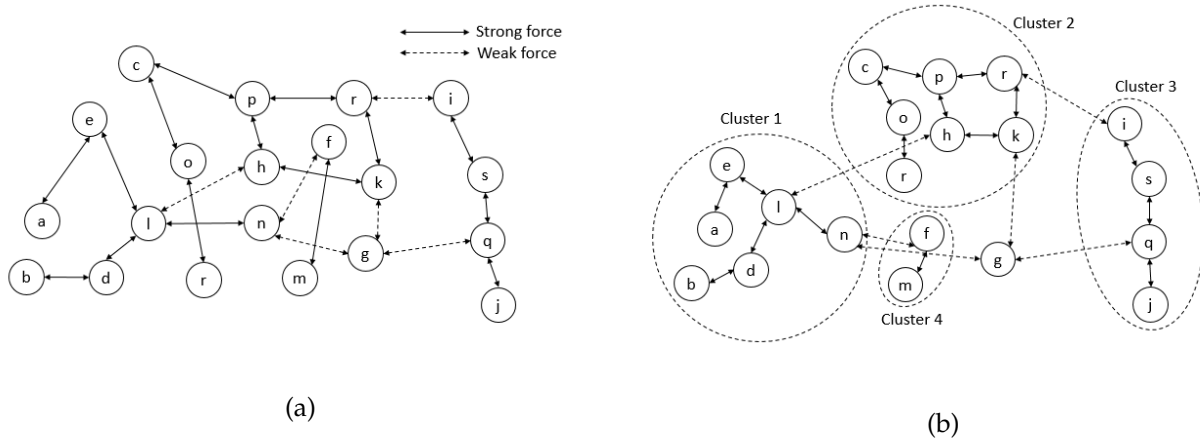 Strong force
Weak force
c
p
r
i
e
f
o
h
k
s
a
l
n
g
q
b
d
r
m
j
(a)
Cluster 2
c
p
r
Cluster 3
o
h
k
i
Cluster 1
e
r
s
l
a
n
f
g
q
b
d
m
j
Cluster 4
(b)